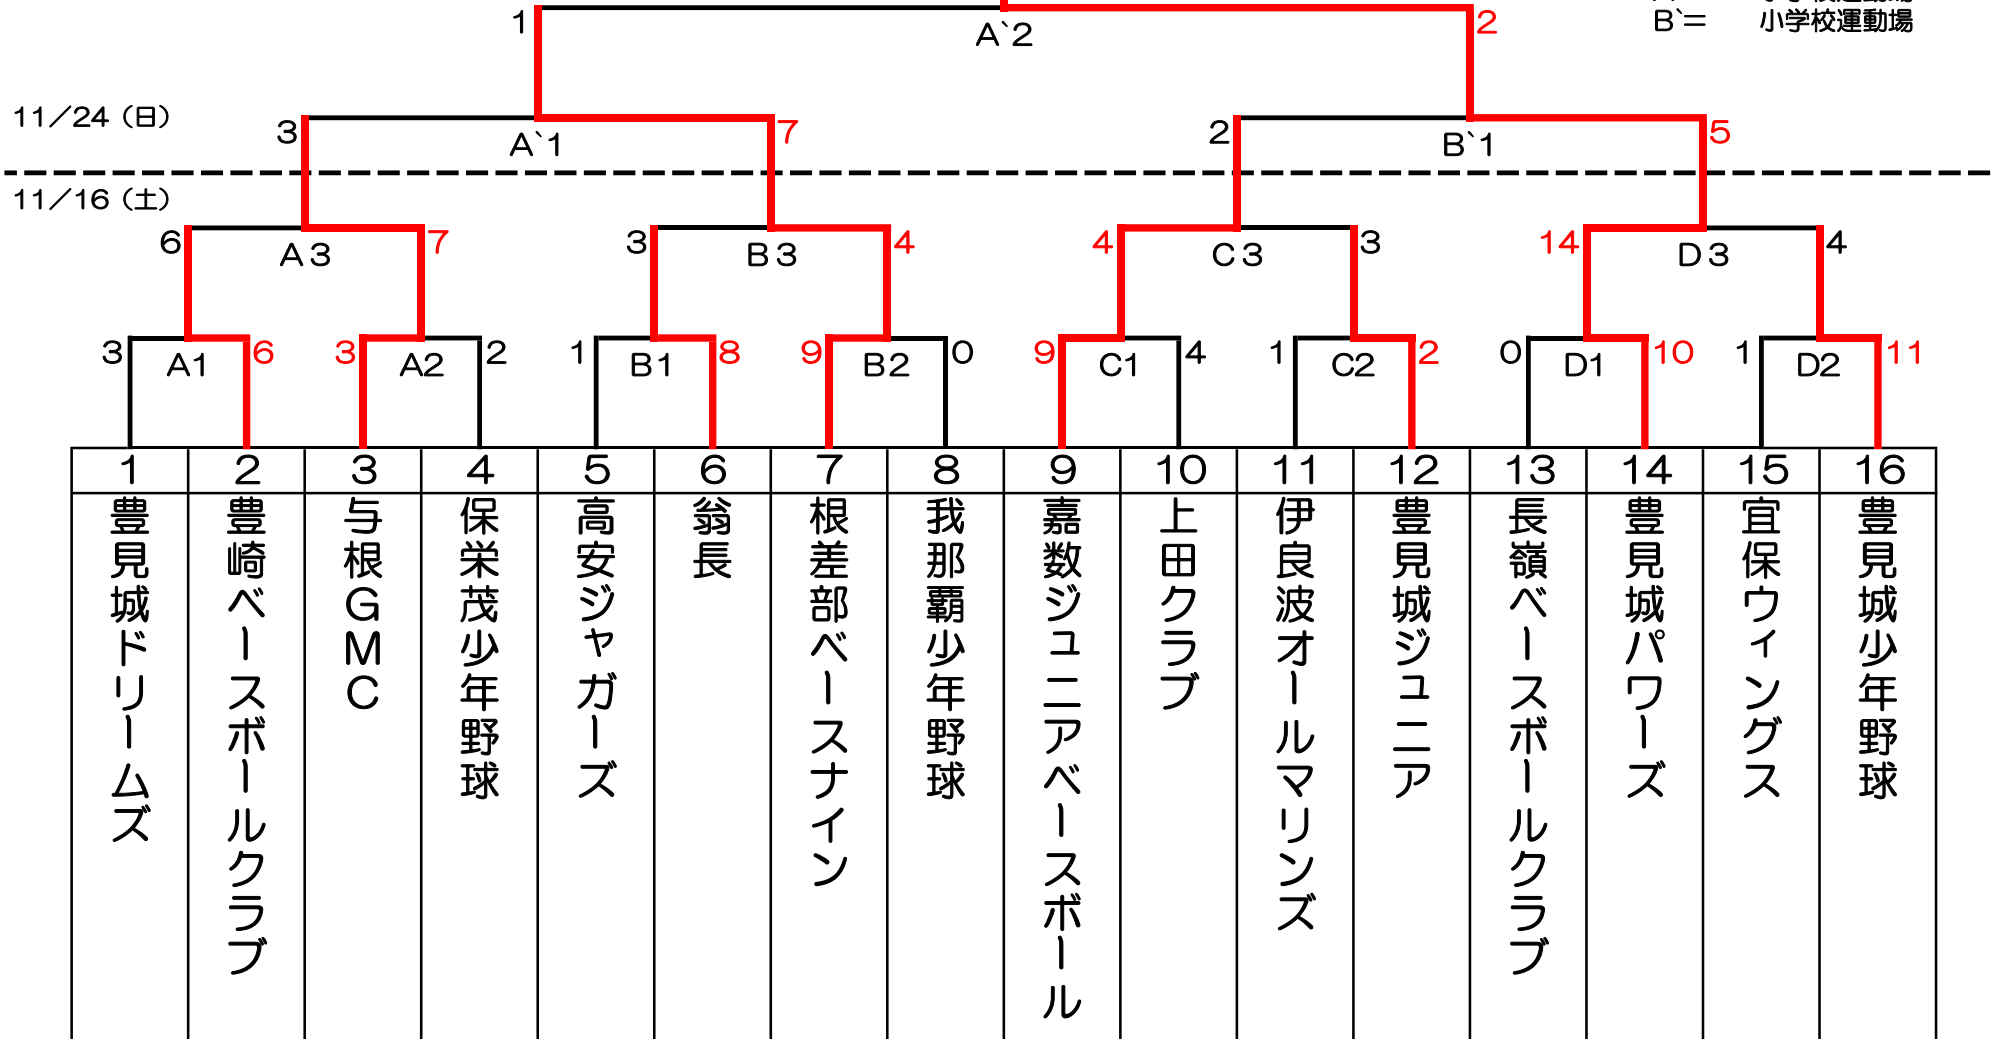 B`=　小学校運動場
1 A`2 2
11/24（日）
3 A`1 7 2 B`1 5
11/16（土）
6 A3 7 3 B3 4 4 C3 3 14 D3 4
3 A1 6 3 A2 2 1 B1 8 9 B2 0 9 C1 4 1 C2 2 0 D1 10 1 D2 11
1 2 3 4 5 6 7 8 9 10 11 12 13 14 15 16
豊見城ドリームズ
豊崎ベースボールクラブ
与根GMC
保栄茂少年野球
高安ジャガーズ
翁長
根差部ベースナイン
我那覇少年野球
嘉数ジュニアベースボール
上田クラブ
伊良波オールマリンズ
豊見城ジュニア
長嶺ベースボールクラブ
豊見城パワーズ
宜保ウィングス
豊見城少年野球